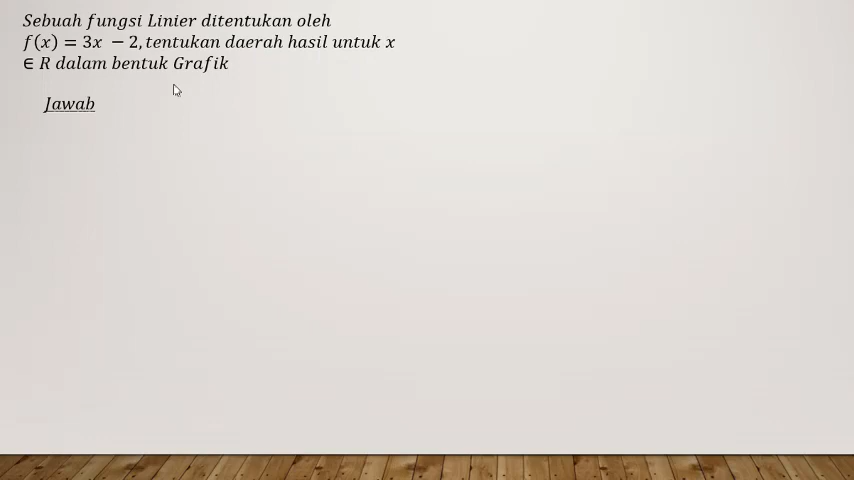 Sebuah fungsi Linier ditentukan oleh
f(x) = 3x − 2, tentukan daerah hasil untuk x
∈ R dalam bentuk Grafik
Jawab